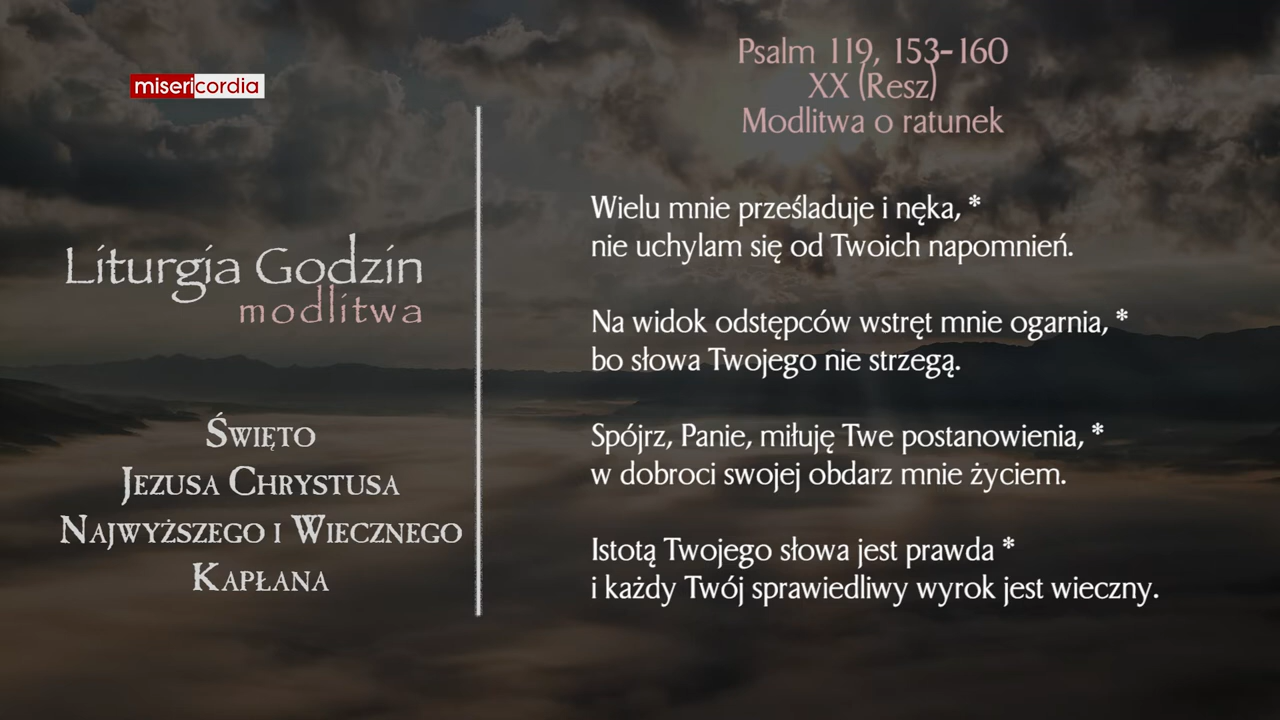 misericordia
Liturgia Godzin
modlitwa
Święto
Jezusa Chrystusa
Najwyższego i Wiecznego
Kapłana
Psalm 119, 153-160
XX (Resz)
Modlitwa o ratunek
Wielu mnie prześladuje i nęka, *
nie uchylam się od Twoich napomnień.
Na widok odstępców wstręt mnie ogarnia, *
bo słowa Twojego nie strzegą.
Spójrz, Panie, miłuję Twe postanowienia, *
w dobroci swojej obdarz mnie życiem.
Istotą Twojego słowa jest prawda *
i każdy Twój sprawiedliwy wyrok jest wieczny.